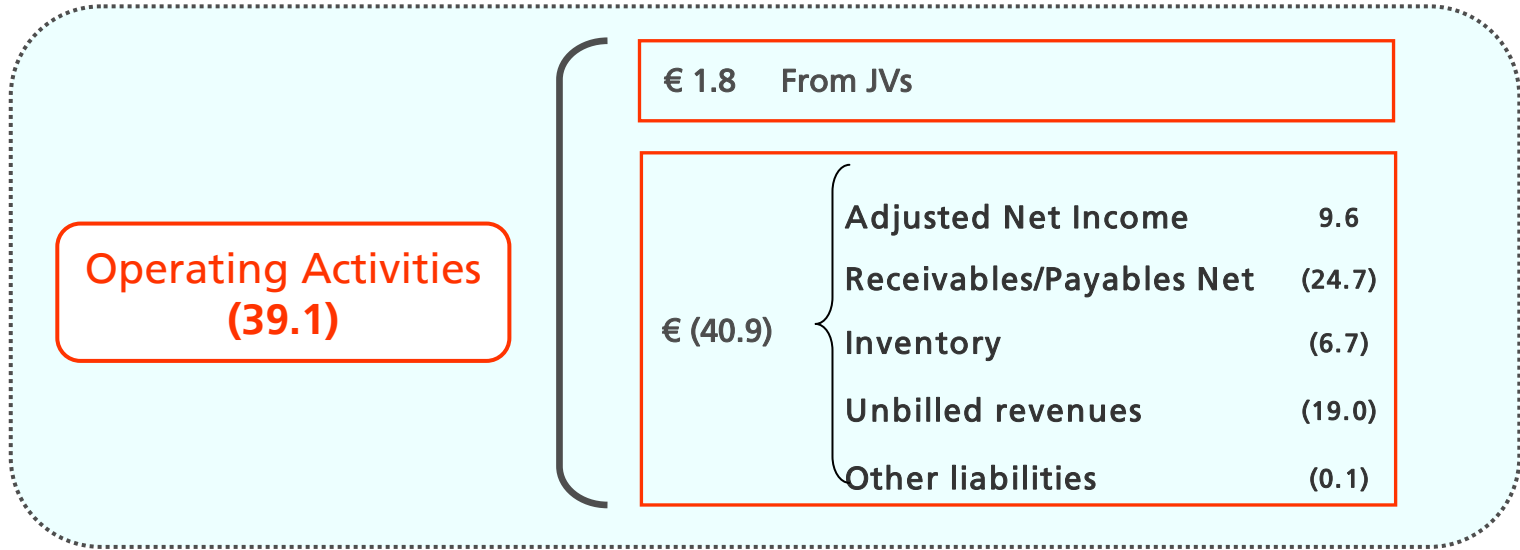 Operating Activities
(39.1)
€ 1.8 From JVs
€ (40.9)
Adjusted Net Income 9.6
Receivables/Payables Net (24.7)
Inventory (6.7)
Unbilled revenues (19.0)
Other liabilities (0.1)